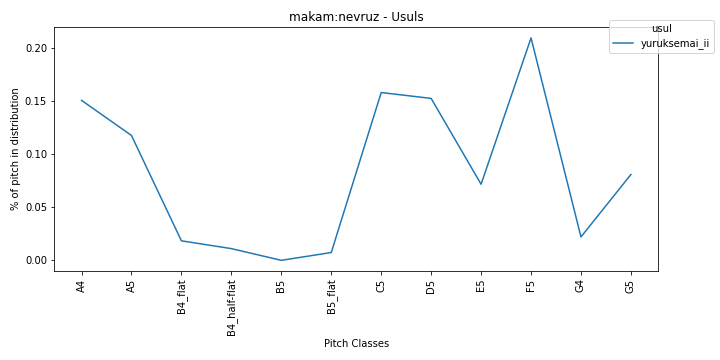 makam:nevruz - Usuls
usul
yuruksemai_ii
% of pitch in distribution
0.20
0.15
0.10
0.05
0.00
A4
A5
B4_flat
B4_half-flat
B5
B5_flat
C5
D5
E5
F5
G4
G5
Pitch Classes